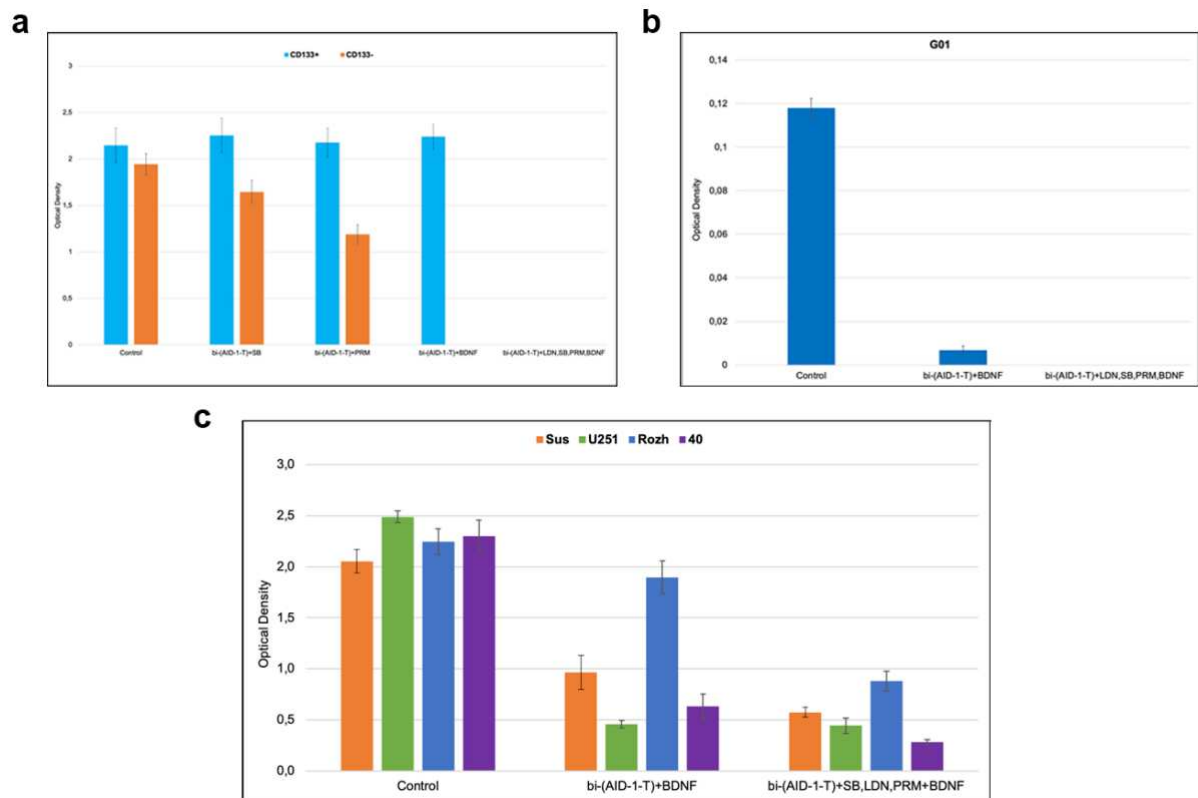 a
CD133+ CD133-
3
2,5
2
1,5
1
0,5
0
Optical Density
Control bi-(AID-1-T)+SB bi-(AID-1-T)+PRM bi-(AID-1-T)+BDNF bi-(AID-1-T)+LDN,SB,PRM,BDNF
b
G01
0,14
0,12
0,1
0,08
0,06
0,04
0,02
0
Optical Density
Control bi-(AID-1-T)+BDNF bi-(AID-1-T)+LDN,SB,PRM,BDNF
c
Sus U251 Rozh 40
3,0
2,5
2,0
1,5
1,0
0,5
0,0
Optical Density
Control bi-(AID-1-T)+BDNF bi-(AID-1-T)+SB,LDN,PRM+BDNF